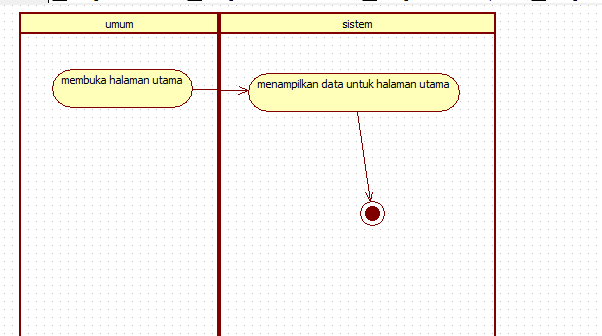 umum
sistem
membuka halaman utama
menampilkan data untuk halaman utama